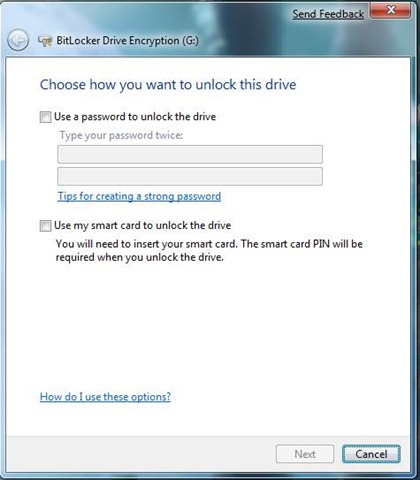 Send Feedback
BitLocker Drive Encryption (G:)
Choose how you want to unlock this drive
Use a password to unlock the drive
Type your password twice:
Tips for creating a strong password
Use my smart card to unlock the drive
You will need to insert your smart card. The smart card PIN will be
required when you unlock the drive.
How do I use these options?
Next
Cancel